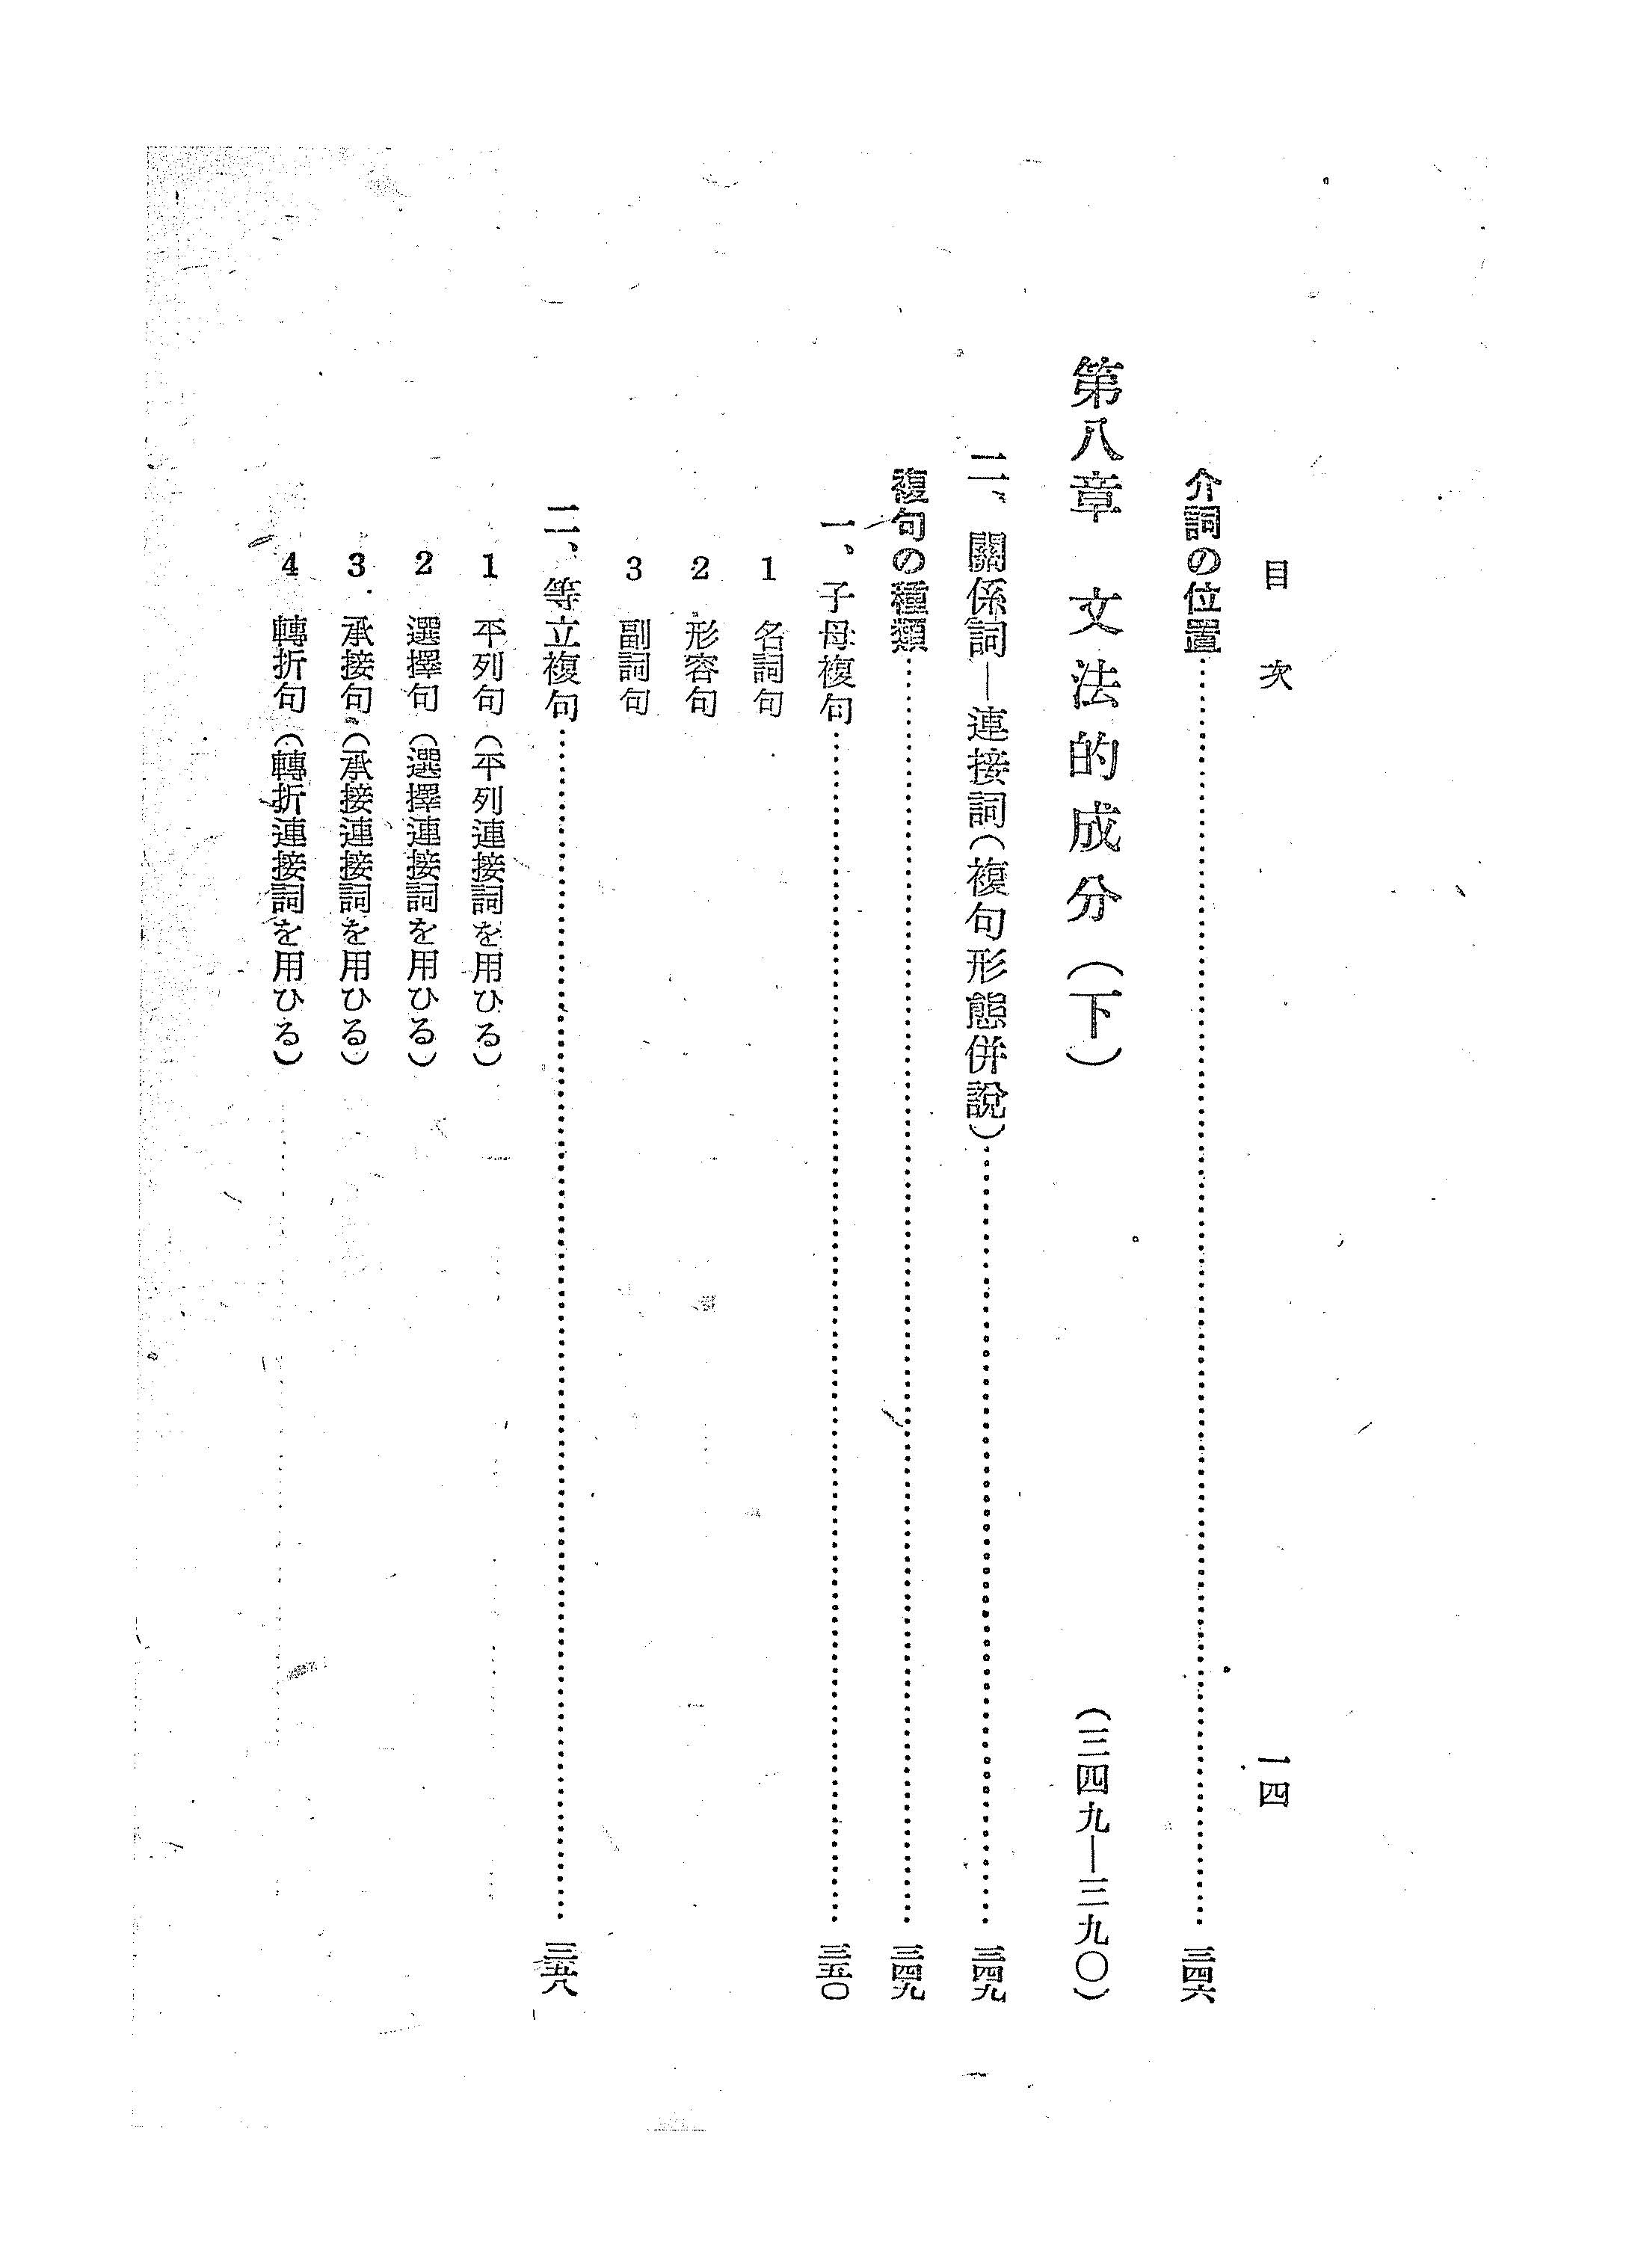 目次 一四
介詞の位置 三四六
第八章 文法的成分（下） （三四九―三九〇）
二、關係詞―連接詞（複句形態併說） 三四九
複句の種類 三四九
一、子母複句 三五〇
1 名詞句
2 形容句
3 副詞句
二、等立複句 三五八
1 平列句（平列連接詞を用ひる）
2 選擇句（選擇連接詞を用ひる）
3 承接句（承接連接詞を用ひる）
4 轉折句（轉折連接詞を用ひる）